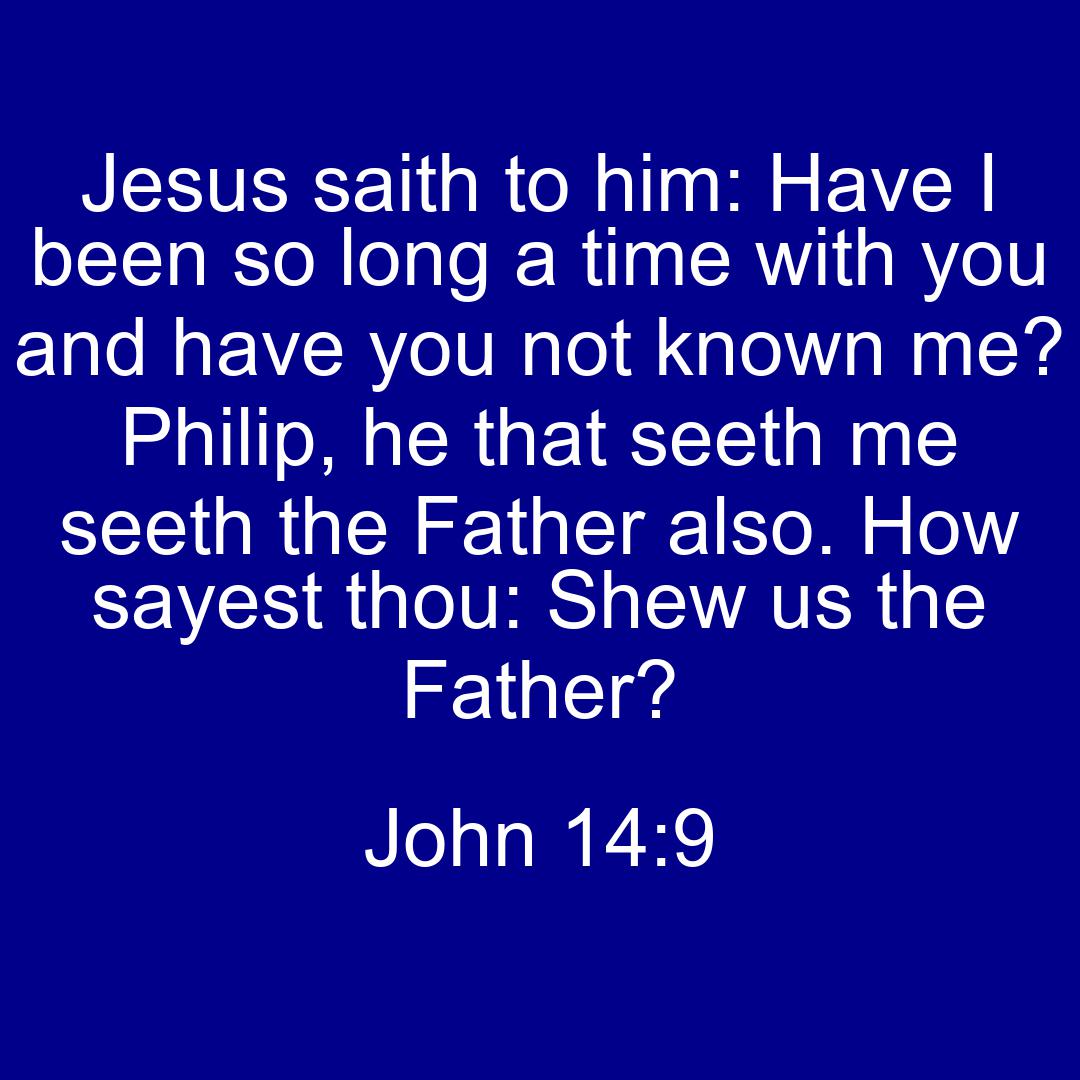 Jesus saith to him: Have I
been so long a time with you
and have you not known me?
Philip, he that seeth me
seeth the Father also. How
sayest thou: Shew us the
Father?
John 14:9